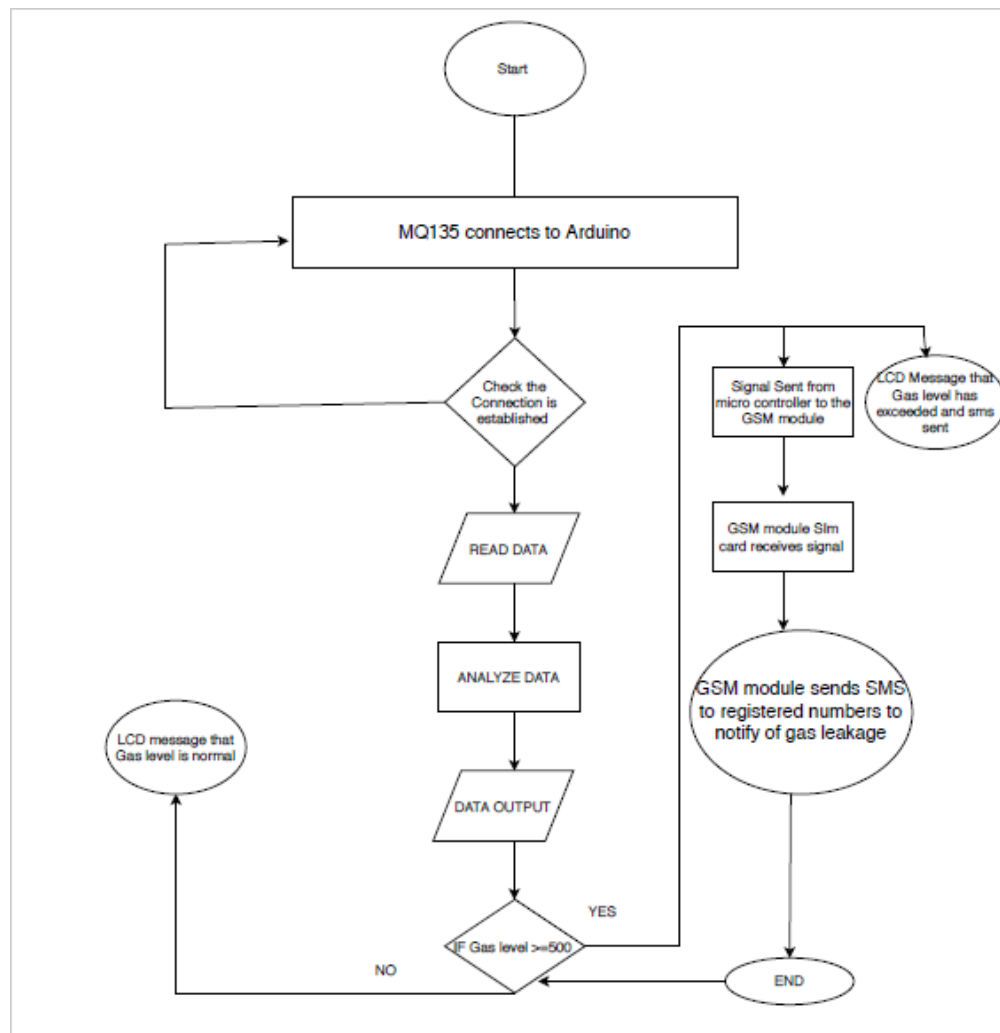 Start
MQ135 connects to Arduino
Check the
Connection is
established
READ DATA
ANALYZE DATA
DATA OUTPUT
IF Gas level >=500
NO
LCD message that
Gas level is normal
YES
Signal Sent from
micro controller to the
GSM module
LCD Message that
Gas level has
exceeded and sms
sent
GSM module SIm
card receives signal
GSM module sends SMS
to registered numbers to
notify of gas leakage
END